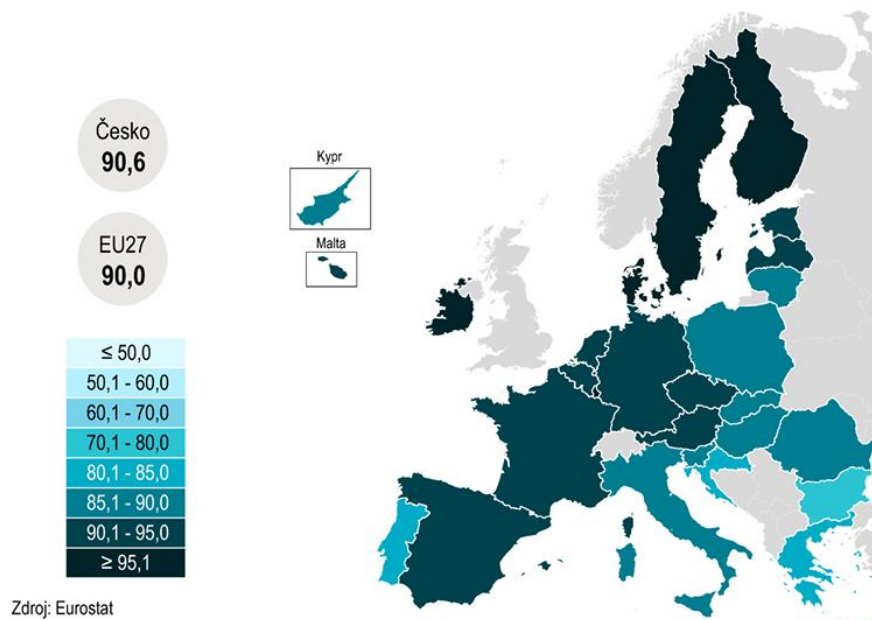 Česko
90,6
EU27
90,0
Kypr
Malta
≤ 50,0
50,1 - 60,0
60,1 - 70,0
70,1 - 80,0
80,1 - 85,0
85,1 - 90,0
90,1 - 95,0
≥ 95,1
Zdroj: Eurostat